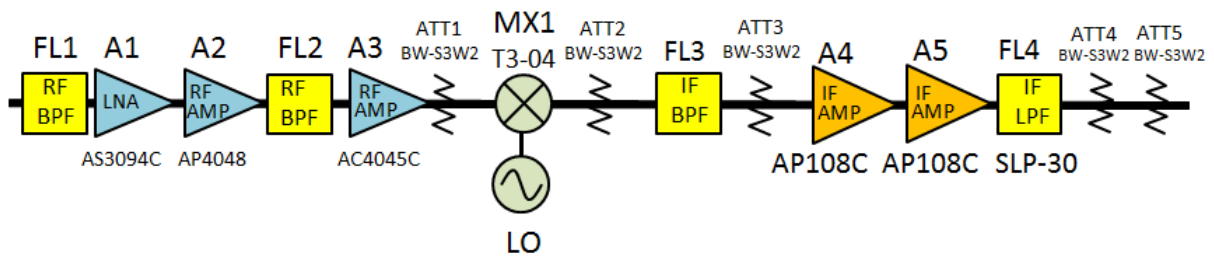 FL1
RF
BPF
A1
LNA
AS3094C
A2
RF
AMP
AP4048
FL2
RF
BPF
A3
RF
AMP
AC4045C
ATT1
BW-S3W2
MX1
T3-04
LO
ATT2
BW-S3W2
FL3
IF
BPF
ATT3
BW-S3W2
A4
IF
AMP
AP108C
A5
IF
AMP
AP108C
FL4
IF
LPF
SLP-30
ATT4
BW-S3W2
ATT5
BW-S3W2